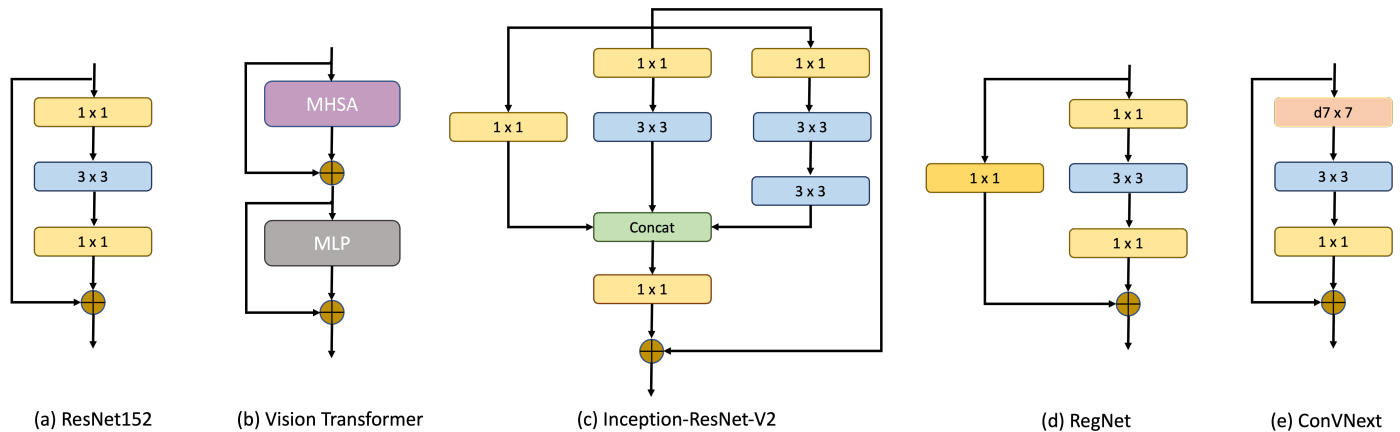 1 x 1
3 x 3
1 x 1
(a) ResNet152
MHSA
MLP
(b) Vision Transformer
1 x 1
1 x 1
1 x 1
3 x 3
3 x 3
3 x 3
Concat
1 x 1
(c) Inception-ResNet-V2
1 x 1
1 x 1
3 x 3
1 x 1
(d) RegNet
d7 x 7
3 x 3
1 x 1
(e) ConVNext